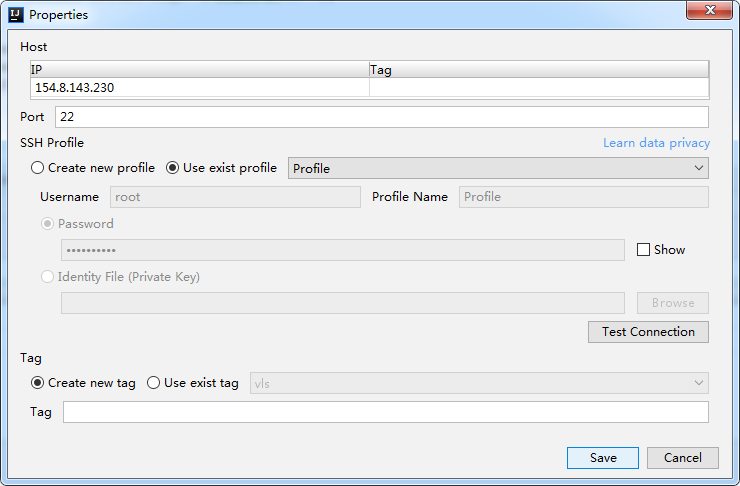 IJ Properties
Host
IP Tag
154.8.143.230
Port 22
SSH Profile Learn data privacy
Create new profile Use exist profile Profile
Username root Profile Name Profile
Password
•••••••••• Show
Identity File (Private Key)
Browse
Test Connection
Tag
Create new tag Use exist tag vls
Tag
Save Cancel